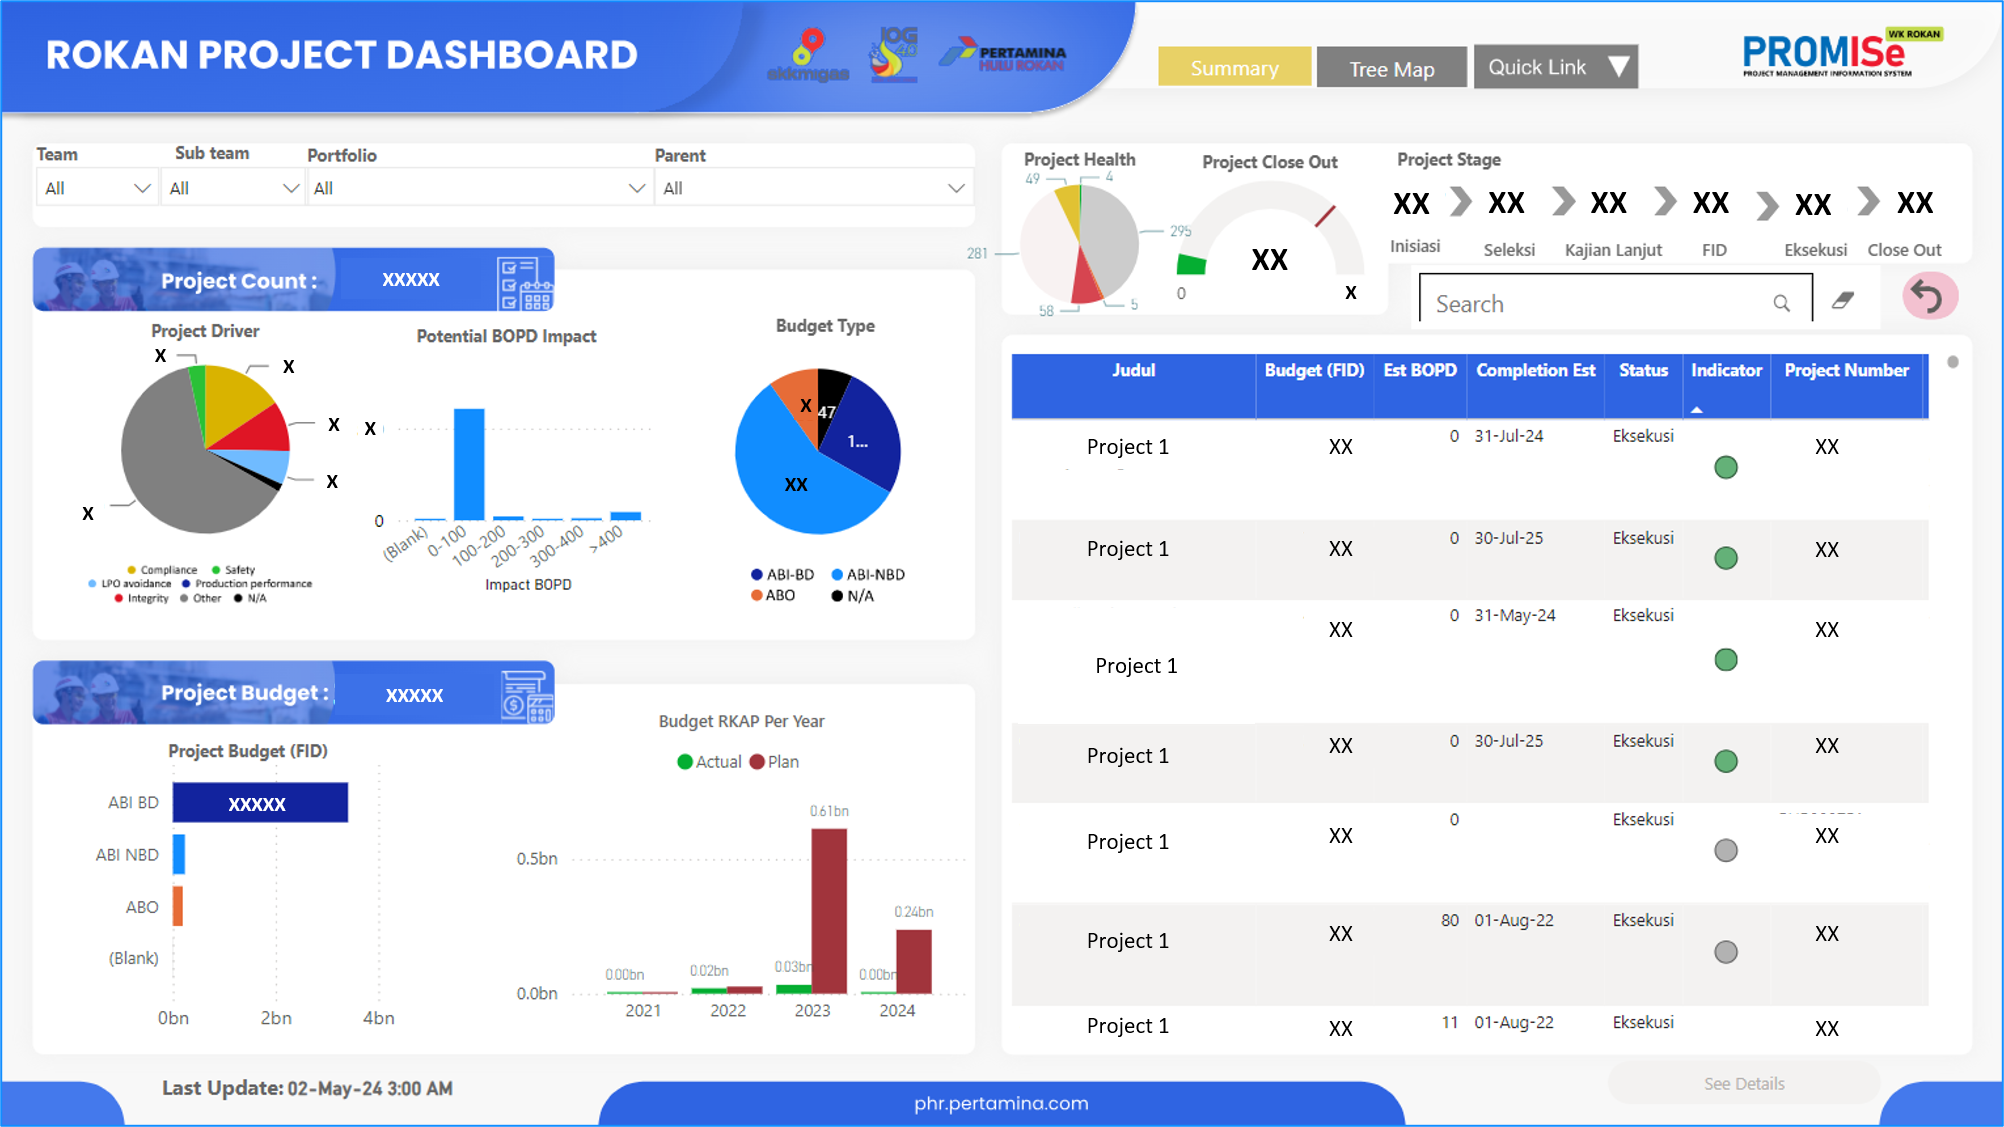 ROKAN PROJECT DASHBOARD
skkmigas
JOG 4.0
PERTAMINA
HULU ROKAN
Summary
Tree Map
Quick Link
WK ROKAN
PROMISe
PROJECT MANAGEMENT INFORMATION SYSTEM
Team
Sub team
Portfolio
Parent
All
All
All
All
Project Count :
XXXXX
Project Driver
X
X
X
X
X
Compliance
Safety
LPO avoidance
Production performance
Integrity
Other
N/A
Potential BOPD Impact
X
0
(Blank)
0-100
100-200
200-300
300-400
>400
Impact BOPD
Budget Type
X
47
1...
XX
ABI-BD
ABI-NBD
ABO
N/A
Project Budget :
XXXXX
Project Budget (FID)
ABI BD
XXXXX
ABI NBD
ABO
(Blank)
0bn
2bn
4bn
Budget RKAP Per Year
Actual
Plan
0.5bn
0.0bn
0.00bn
0.02bn
0.03bn
0.61bn
0.00bn
0.24bn
2021
2022
2023
2024
Project Health
49
4
295
281
58
5
Project Close Out
XX
0
X
Project Stage
XX
XX
XX
XX
XX
XX
Inisiasi
Seleksi
Kajian Lanjut
FID
Eksekusi
Close Out
Search
Judul Budget (FID) Est BOPD Completion Est Status Indicator Project Number
Project 1 XX 0 31-Jul-24 Eksekusi XX
Project 1 XX 0 30-Jul-25 Eksekusi XX
Project 1 XX 0 31-May-24 Eksekusi XX
Project 1 XX 0 30-Jul-25 Eksekusi XX
Project 1 XX 0 Eksekusi XX
Project 1 XX 80 01-Aug-22 Eksekusi XX
Project 1 XX 11 01-Aug-22 Eksekusi XX
See Details
Last Update: 02-May-24 3:00 AM
phr.pertamina.com